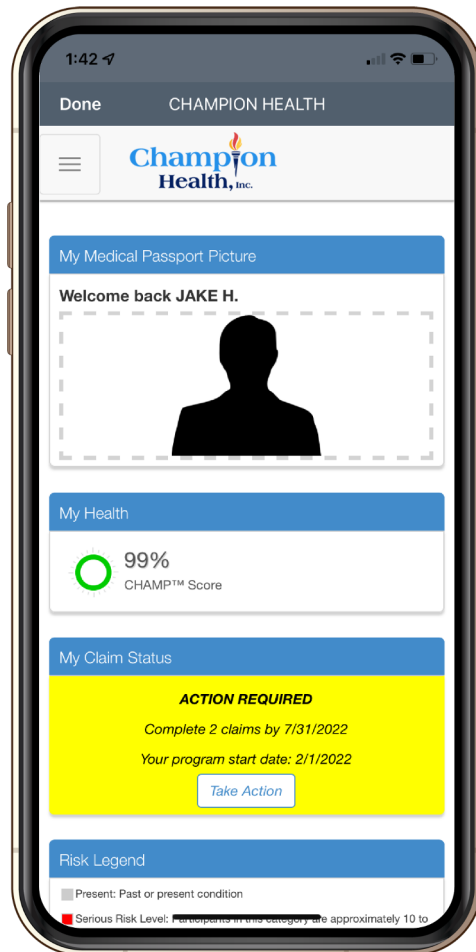 1:42
Done CHAMPION HEALTH
Champion
Health, Inc.
My Medical Passport Picture
Welcome back JAKE H.
My Health
99%
CHAMP™ Score
My Claim Status
ACTION REQUIRED
Complete 2 claims by 7/31/2022
Your program start date: 2/1/2022
Take Action
Risk Legend
Present: Past or present condition
Serious Risk Level: Participants in this category are approximately 10 to